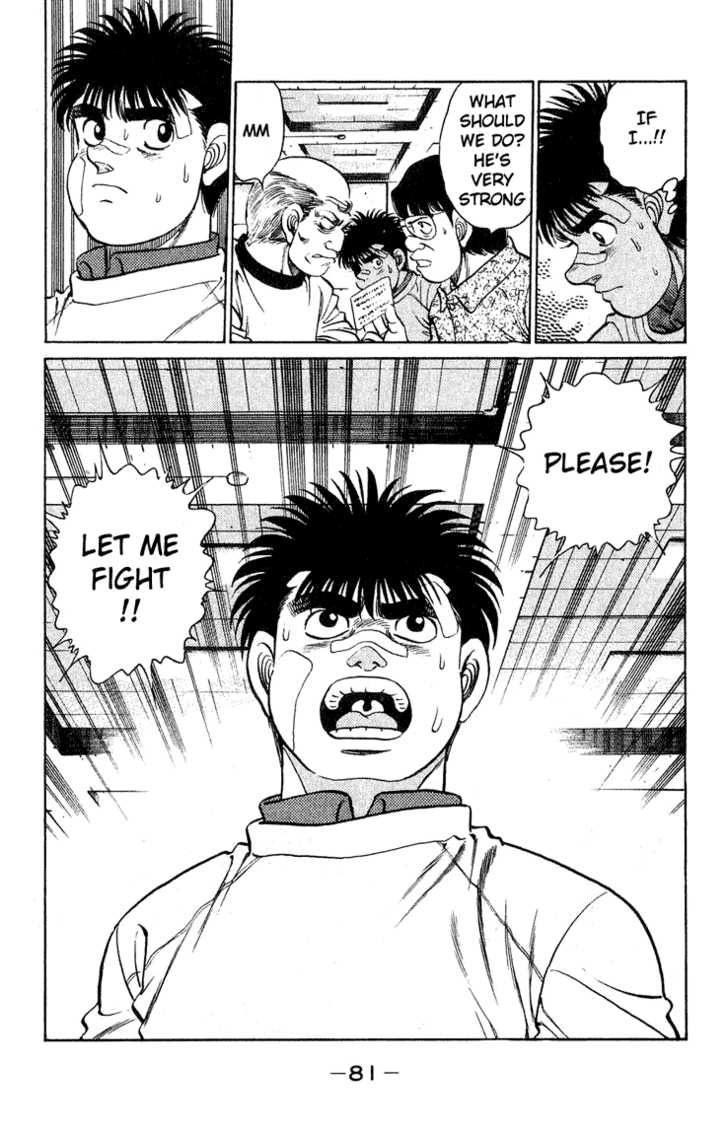 IF
I...!!
WHAT
SHOULD
WE DO?
HE'S
VERY
STRONG
MM
PLEASE!
LET ME
FIGHT
!!
-81-